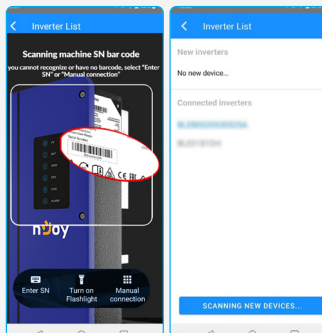 Inverter List
Scanning machine SN bar code
you cannot recognize or have no barcode, select "Enter
SN" or "Manual connection"
njoy
Enter SN
Turn on
Flashlight
Manual
connection
Inverter List
New inverters
No new device...
Connected inverters
SCANNING NEW DEVICES...